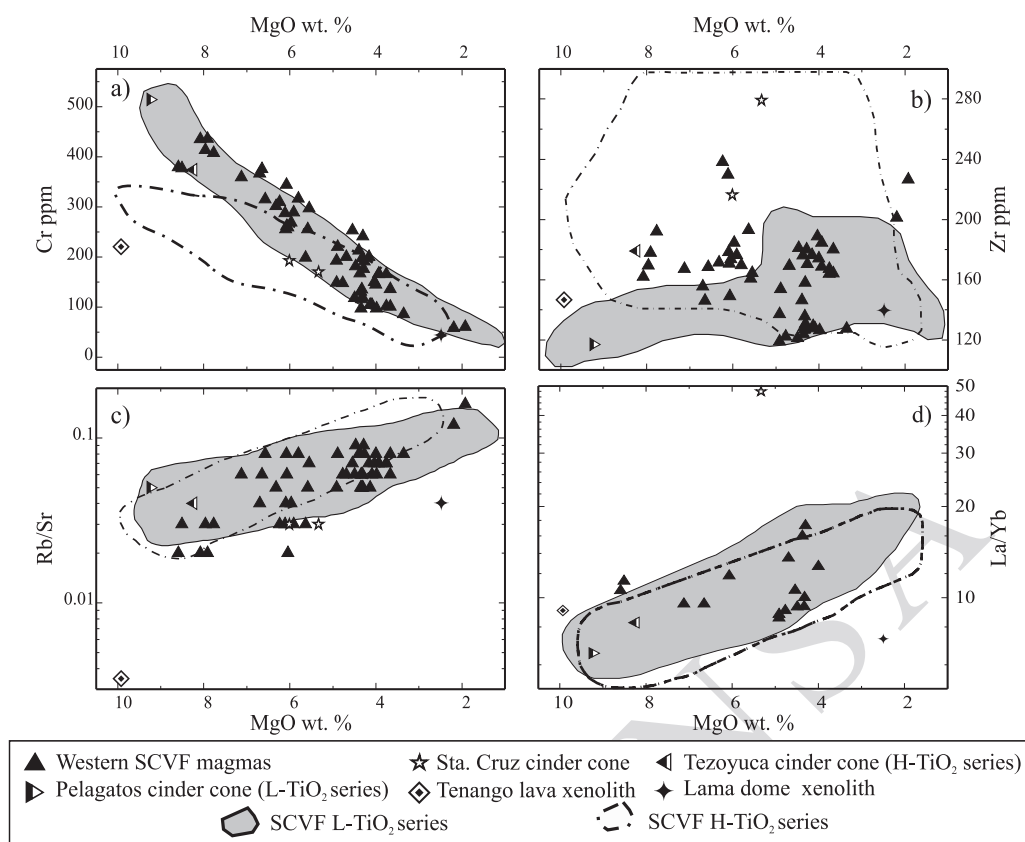 MgO wt. %
MgO wt. %
10 8 6 4 2
10 8 6 4 2
a)
b)
500
400
300
200
100
0
Cr ppm
280
240
200
160
120
Zr ppm
c)
d)
0.1
0.01
Rb/Sr
50
40
30
20
10
La/Yb
10 8 6 4 2
10 8 6 4 2
MgO wt. %
MgO wt. %
NSA
Western SCVF magmas
Sta. Cruz cinder cone
Tezoyuca cinder cone (H-TiO2 series)
Pelagatos cinder cone (L-TiO2 series)
Tenango lava xenolith
Lama dome xenolith
SCVF L-TiO2 series
SCVF H-TiO2 series